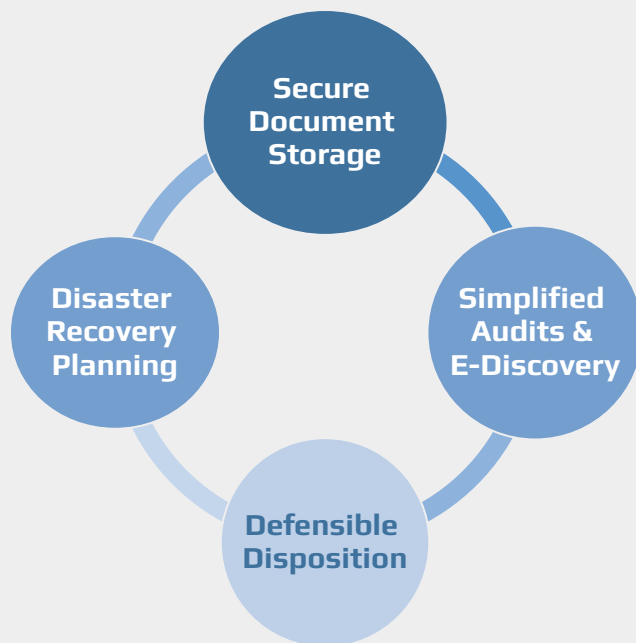 Secure
Document
Storage
Disaster
Recovery
Planning
Simplified
Audits &
E-Discovery
Defensible
Disposition